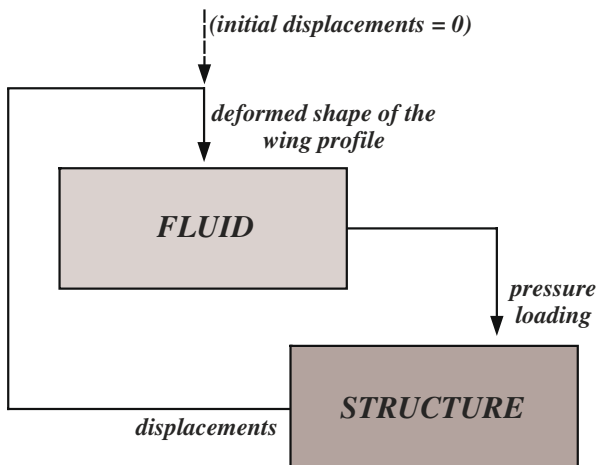 (initial displacements = 0)
deformed shape of the
wing profile
FLUID
pressure
loading
STRUCTURE
displacements